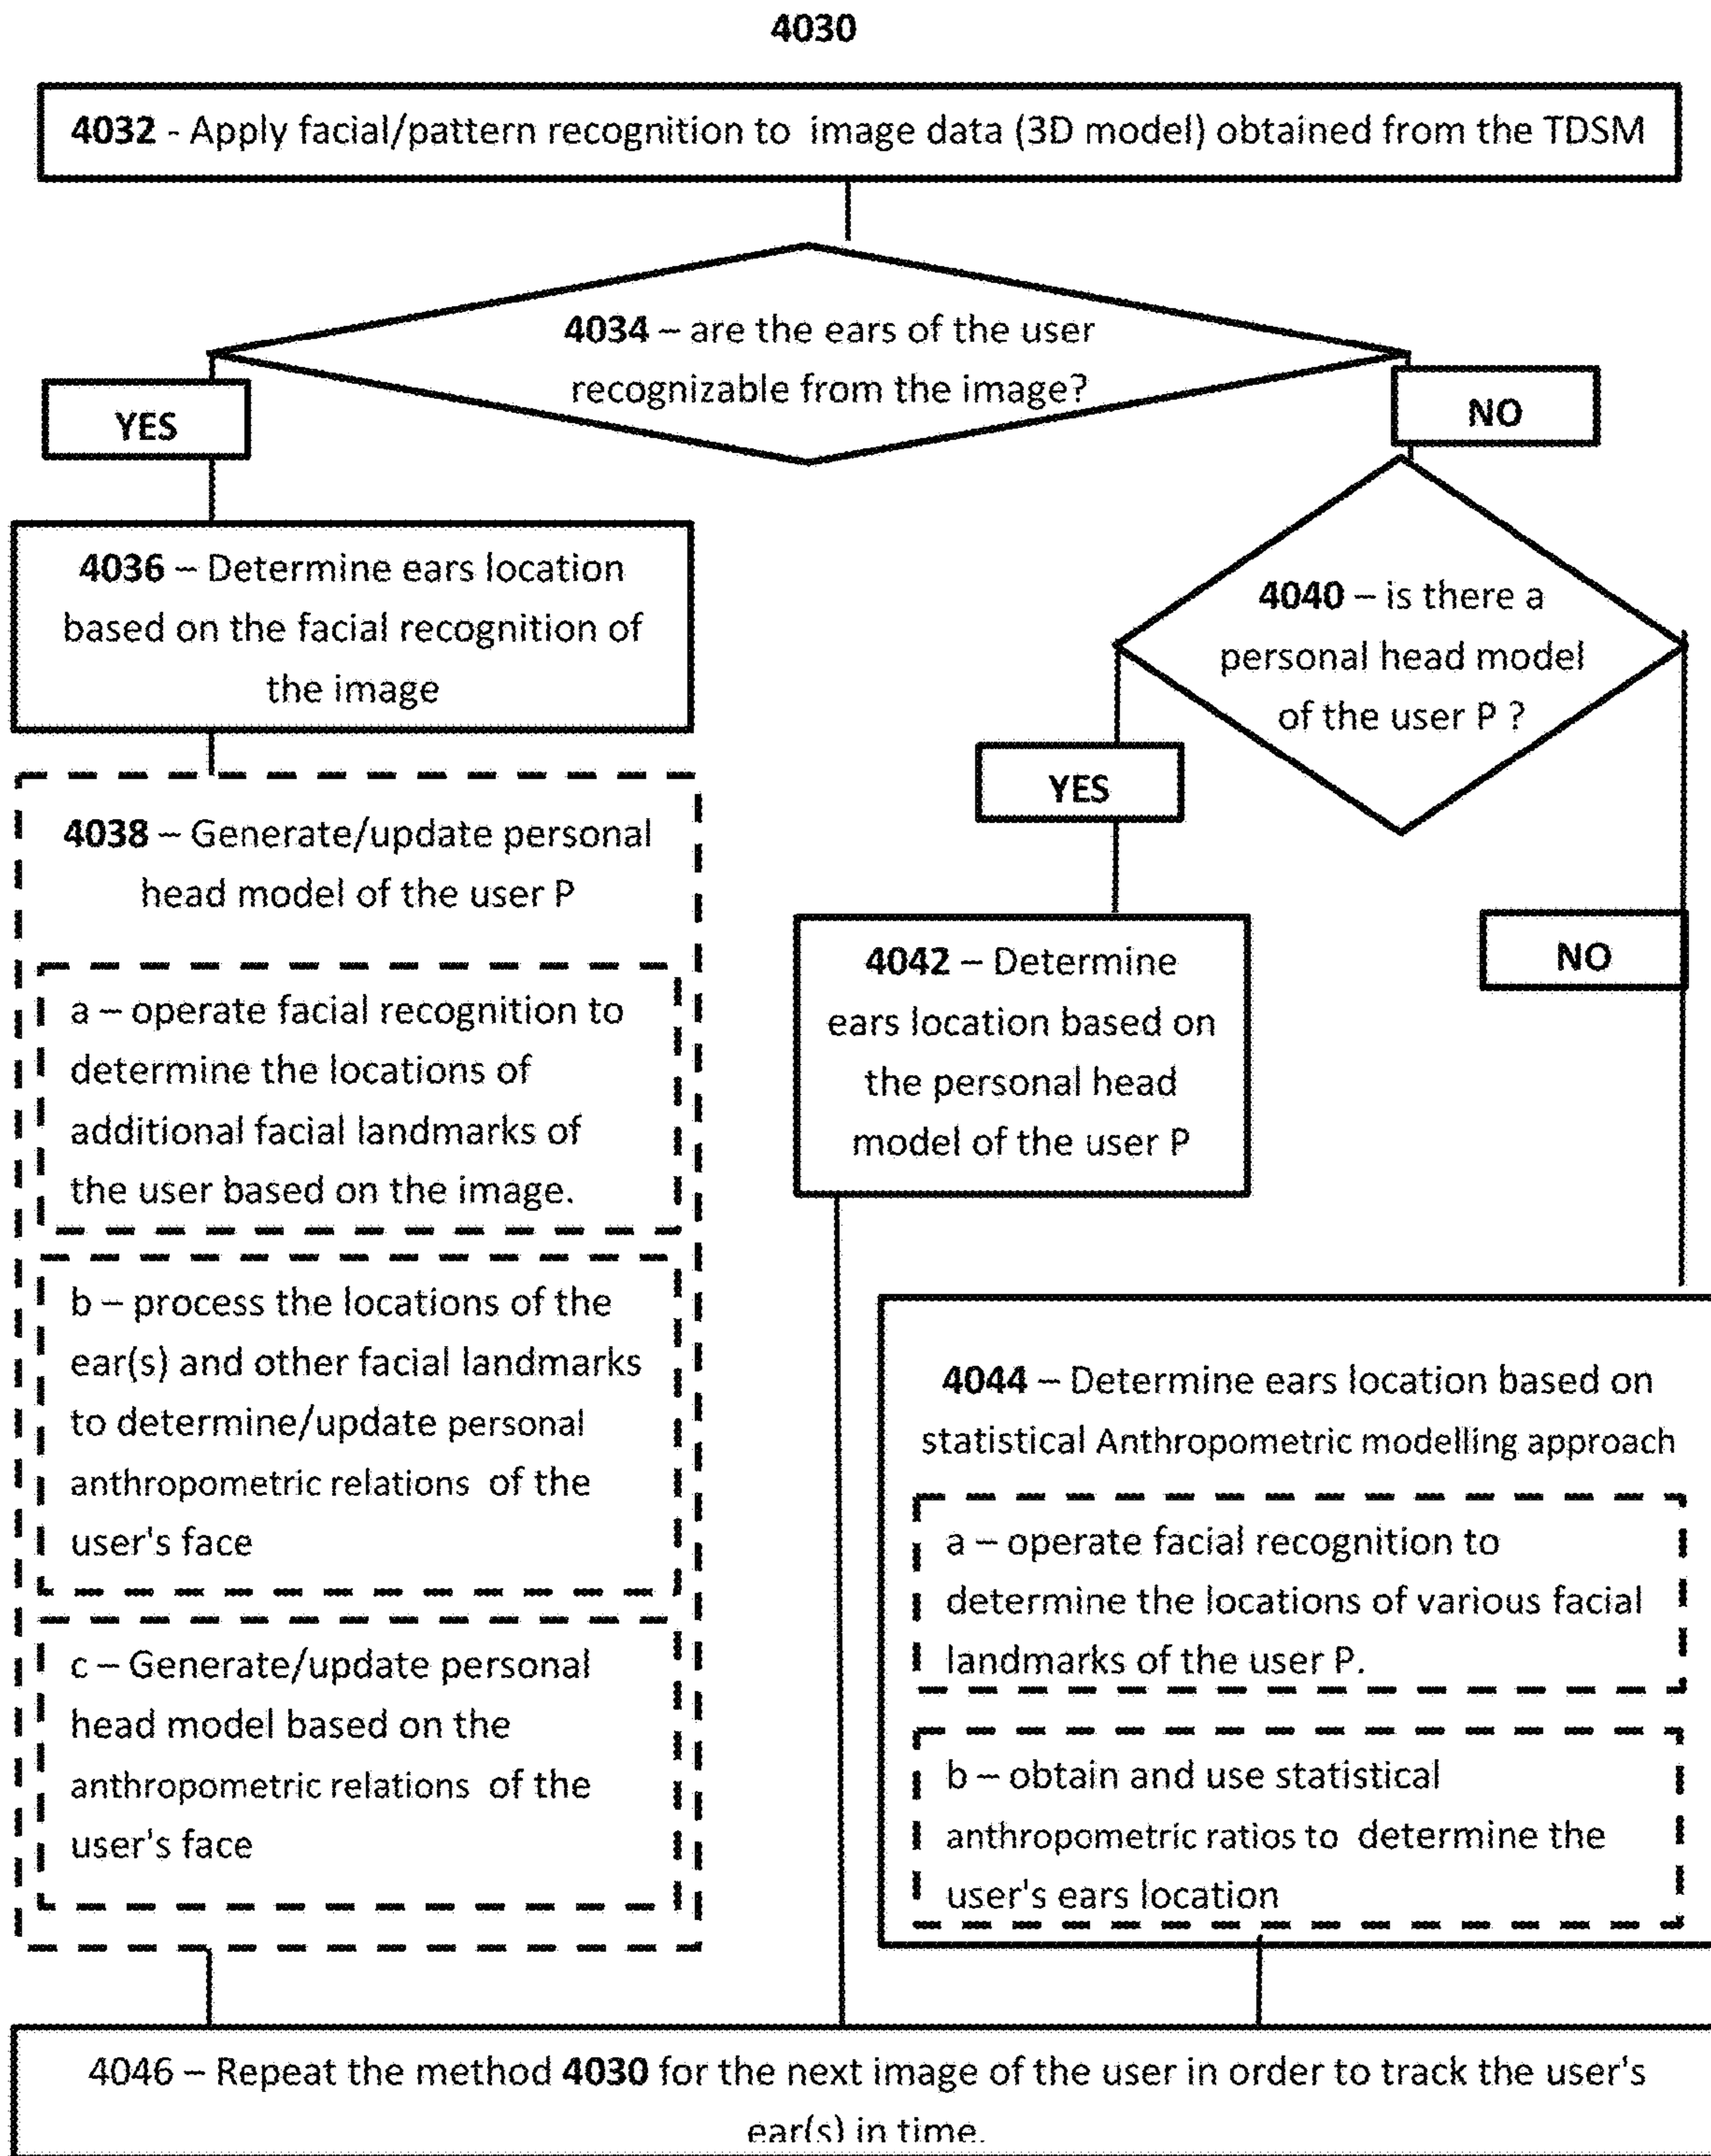 4030
4032 - Apply facial/pattern recognition to image data (3D model) obtained from the TDSM
4034 – are the ears of the user
recognizable from the image?
YES
NO
4036 – Determine ears location
based on the facial recognition of
the image
4040 – is there a
personal head model
of the user P ?
YES
NO
4038 – Generate/update personal
head model of the user P
a – operate facial recognition to
determine the locations of
additional facial landmarks of
the user based on the image.
b – process the locations of the
ear(s) and other facial landmarks
to determine/update personal
anthropometric relations of the
user's face
c – Generate/update personal
head model based on the
anthropometric relations of the
user's face
4042 – Determine
ears location based on
the personal head
model of the user P
4044 – Determine ears location based on
statistical Anthropometric modelling approach
a – operate facial recognition to
determine the locations of various facial
landmarks of the user P.
b – obtain and use statistical
anthropometric ratios to determine the
user's ears location
4046 – Repeat the method 4030 for the next image of the user in order to track the user's
ear(s) in time.